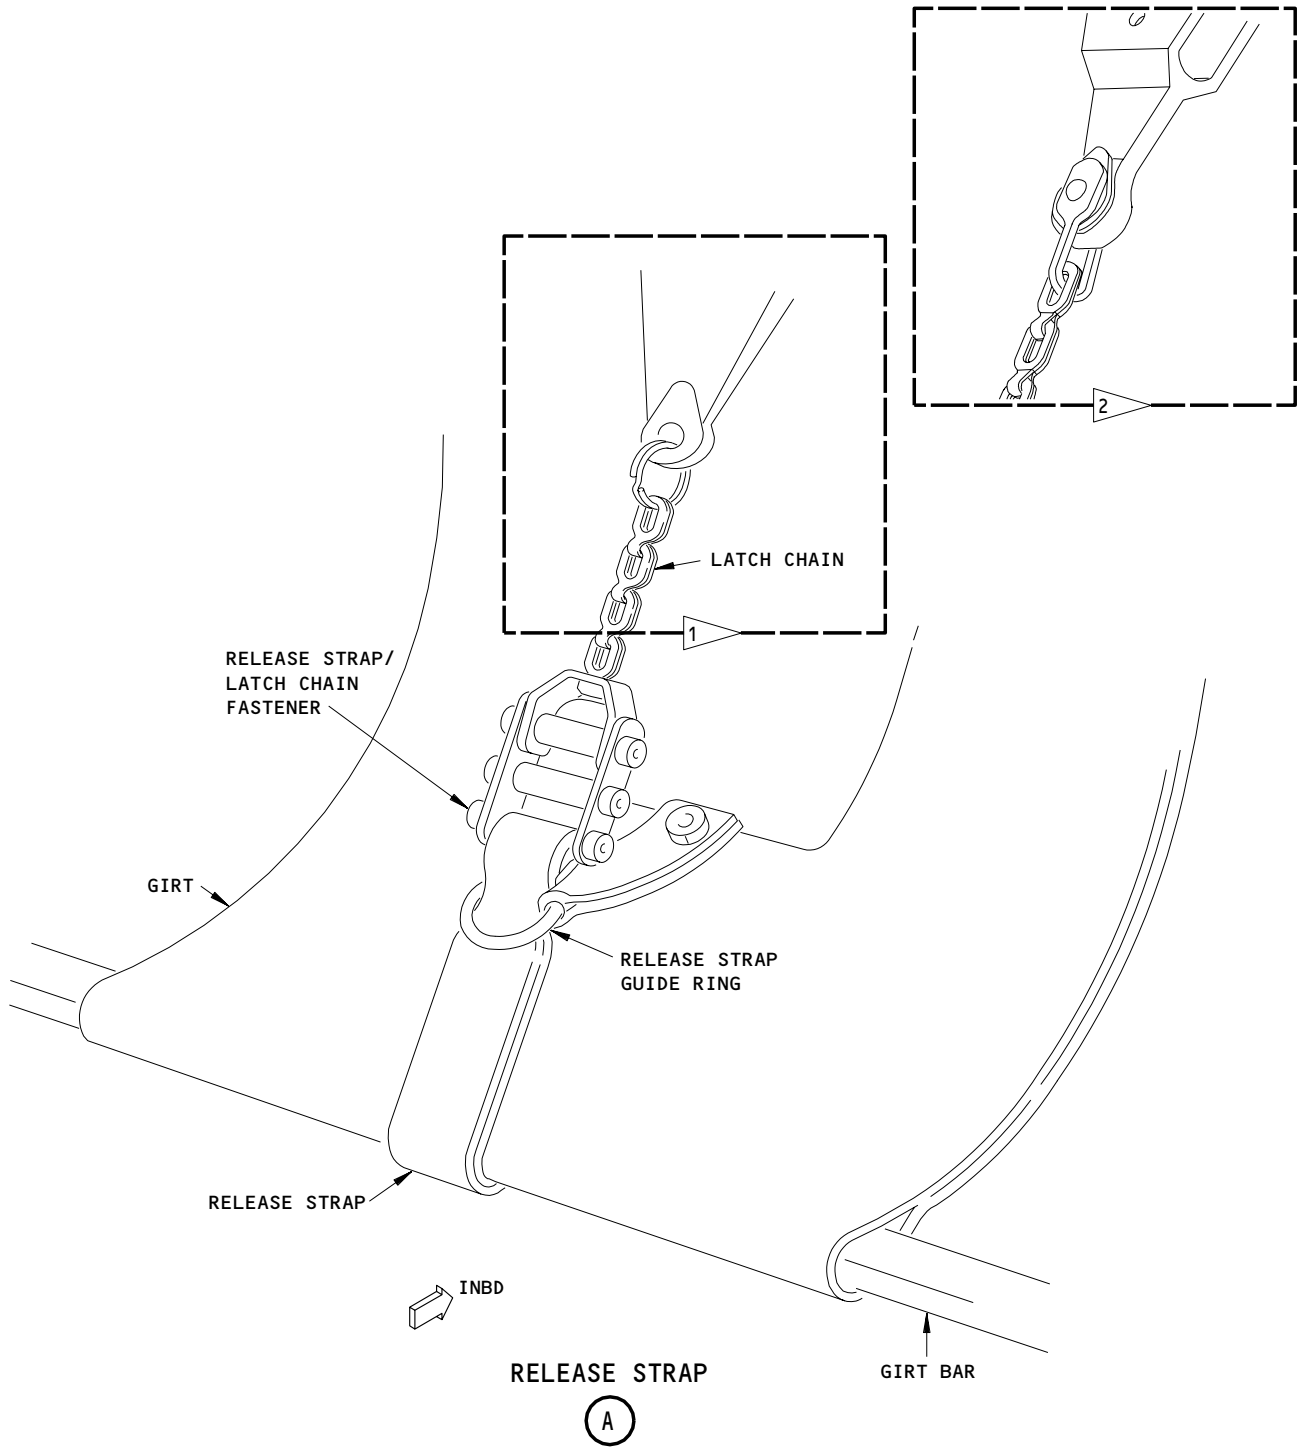 2
LATCH CHAIN
1
RELEASE STRAP/
LATCH CHAIN
FASTENER
GIRT
RELEASE STRAP
GUIDE RING
RELEASE STRAP
INBD
GIRT BAR
RELEASE STRAP
A